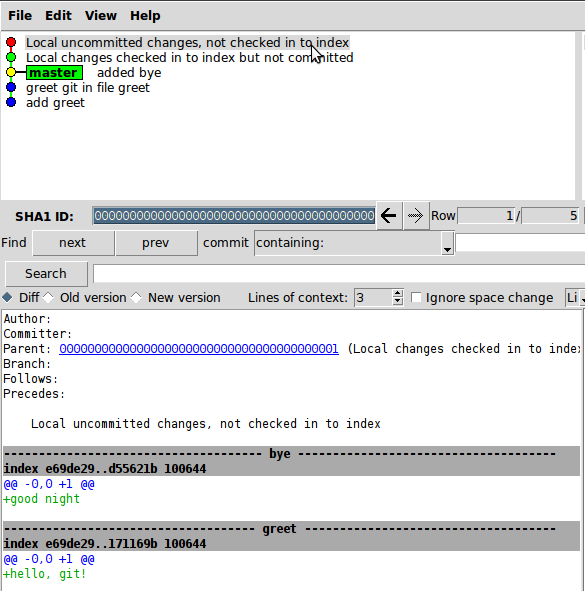 File Edit View Help
Local uncommitted changes, not checked in to index
Local changes checked in to index but not committed
master added bye
greet git in file greet
add greet
SHA1 ID: 0000000000000000000000000000000000000000 Row 1/ 5
Find next prev commit containing:
Search
Diff Old version New version Lines of context: 3 Ignore space change Li
Author:
Committer:
Parent: 0000000000000000000000000000000000000001 (Local changes checked in to index
Branch:
Follows:
Precedes:
Local uncommitted changes, not checked in to index
------------------------------------- bye -------------------------------------
index e69de29..d55621b 100644
@@ -0,0 +1 @@
+good night
------------------------------------ greet ------------------------------------
index e69de29..171169b 100644
@@ -0,0 +1 @@
+hello, git!